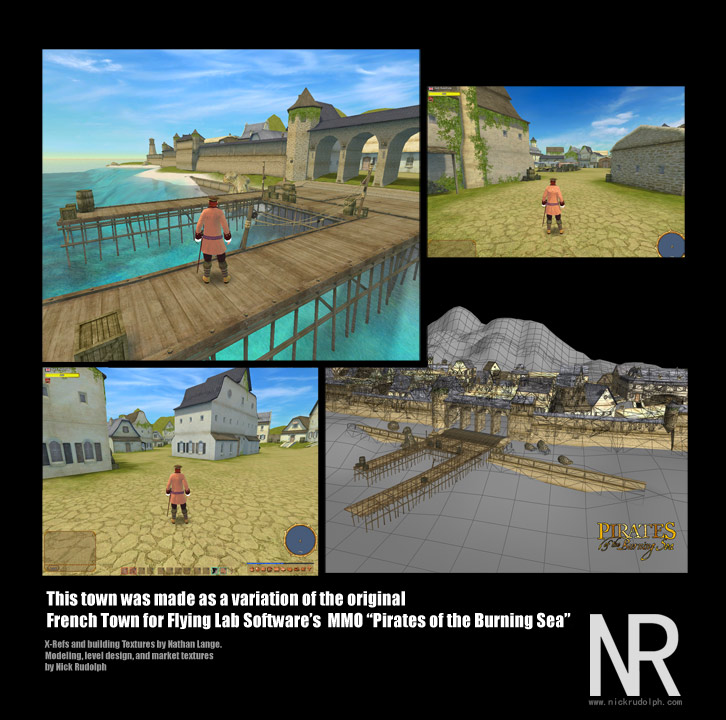 PIRATES
of the Burning Sea
This town was made as a variation of the original
French Town for Flying Lab Software's MMO “Pirates of the Burning Sea”
X-Refs and building Textures by Nathan Lange.
Modeling, level design, and market textures
by Nick Rudolph
NR
www.nickrudolph.com